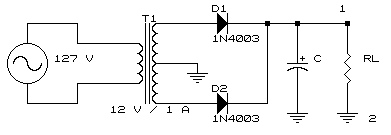 D1
T1
1
1N4003
127 V
+
C
RL
D2
12 V / 1 A
1N4003
2